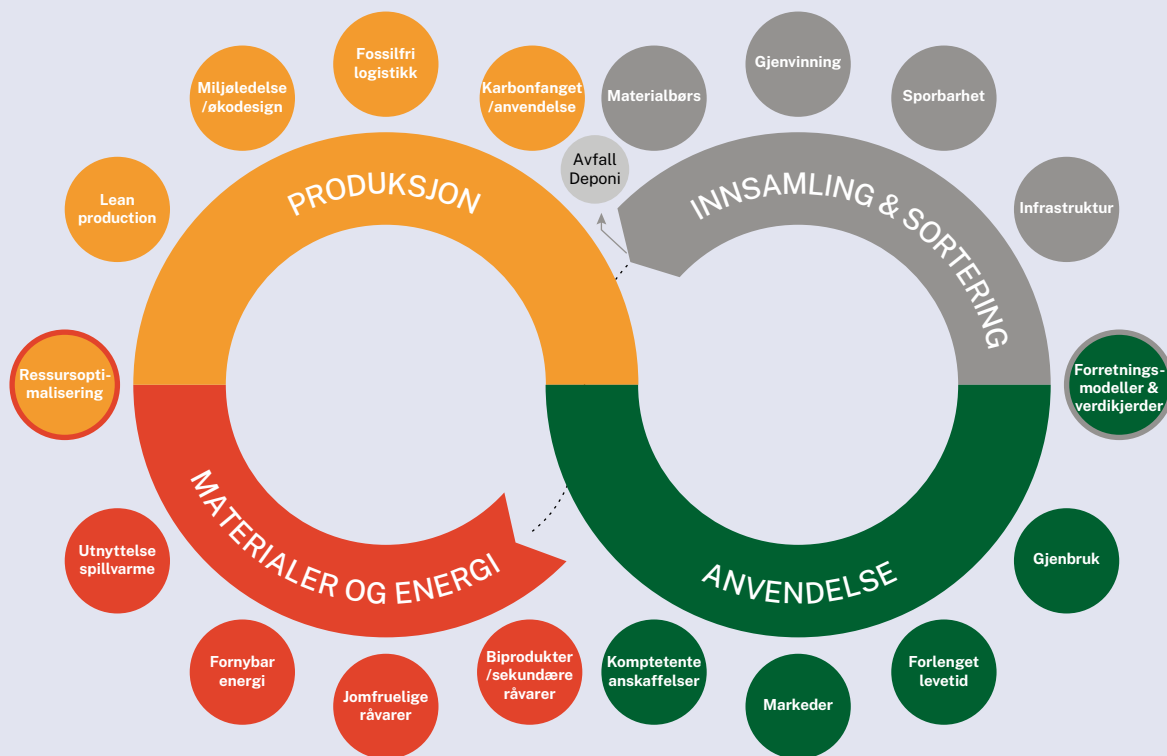 Fossilfri
logistikk
Miljøledelse
/økodesign
Karbonfanget
/anvendelse
Lean
production
PRODUKSJON
Ressursopti-
malisering
Materialbørs
Gjenvinning
Sporbarhet
Infrastruktur
Avfall
Deponi
INNSAMLING & SORTERING
Forretnings-
modeller &
verdikjerder
MATERIALER OG ENERGI
Utnyttelse
spillvarme
Fornybar
energi
Jomfruelige
råvarer
Biprodukter
/sekundære
råvarer
ANVENDELSE
Komptetente
anskaffelser
Markeder
Forlenget
levetid
Gjenbruk